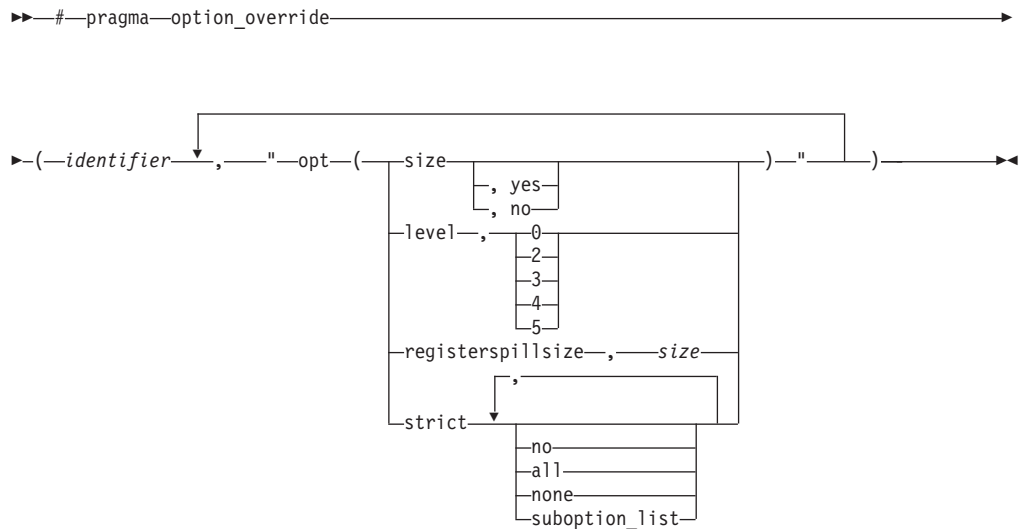 # pragma option_override
( identifier , " opt ( size ) " )
, yes
, no
level , 0
2
3
4
5
registerspillsize , size
,
strict
no
all
none
suboption_list